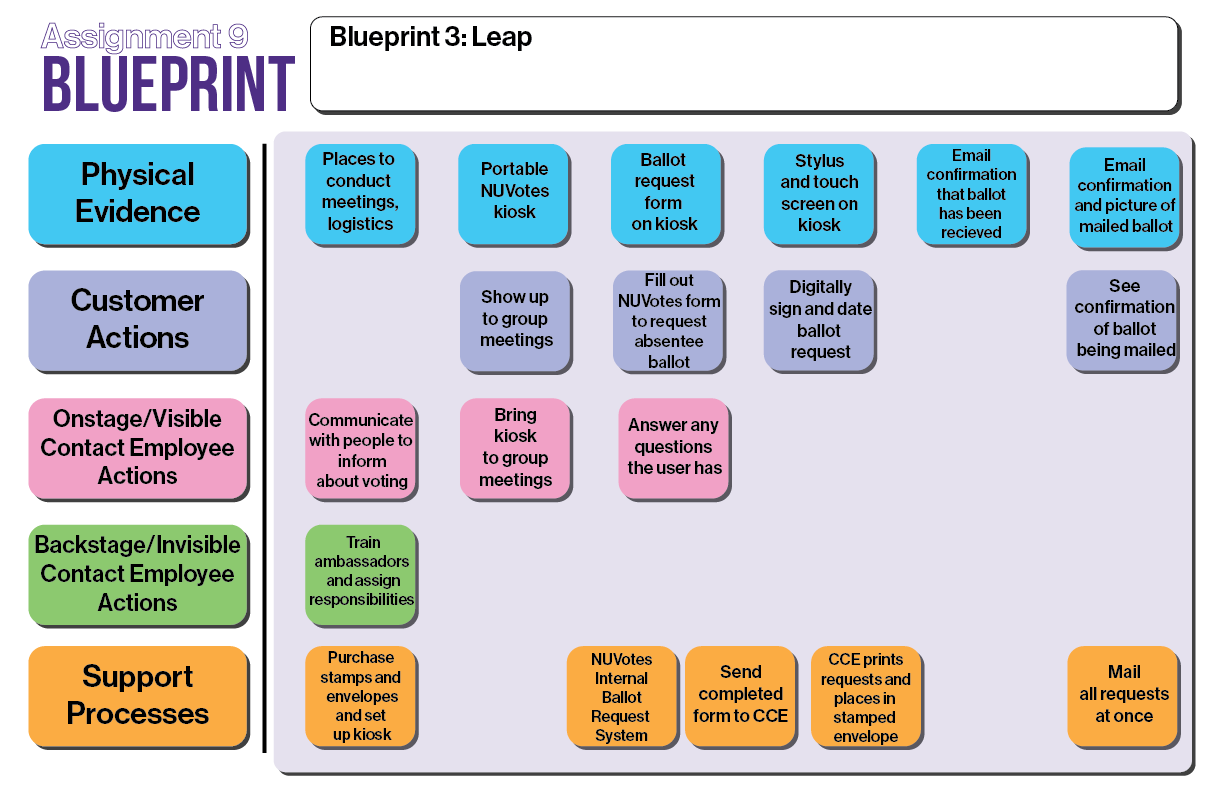 Assignment 9
BLUEPRINT
Blueprint 3: Leap
Physical
Evidence
Places to
conduct
meetings,
logistics
Portable
NUVotes
kiosk
Ballot
request
form
on kiosk
Stylus
and touch
screen on
kiosk
Email
confirmation
that ballot
has been
recieved
Email
confirmation
and picture of
mailed ballot
Customer
Actions
Show up
to group
meetings
Fill out
NUVotes form
to request
absentee
ballot
Digitally
sign and date
ballot
request
See
confirmation
of ballot
being mailed
Onstage/Visible
Contact Employee
Actions
Communicate
with people to
inform
about voting
Bring
kiosk
to group
meetings
Answer any
questions
the user has
Backstage/Invisible
Contact Employee
Actions
Train
ambassadors
and assign
responsibilities
Support
Processes
Purchase
stamps and
envelopes
and set
up kiosk
NUVotes
Internal
Ballot
Request
System
Send
completed
form to CCE
CCE prints
requests and
places in
stamped
envelope
Mail
all requests
at once